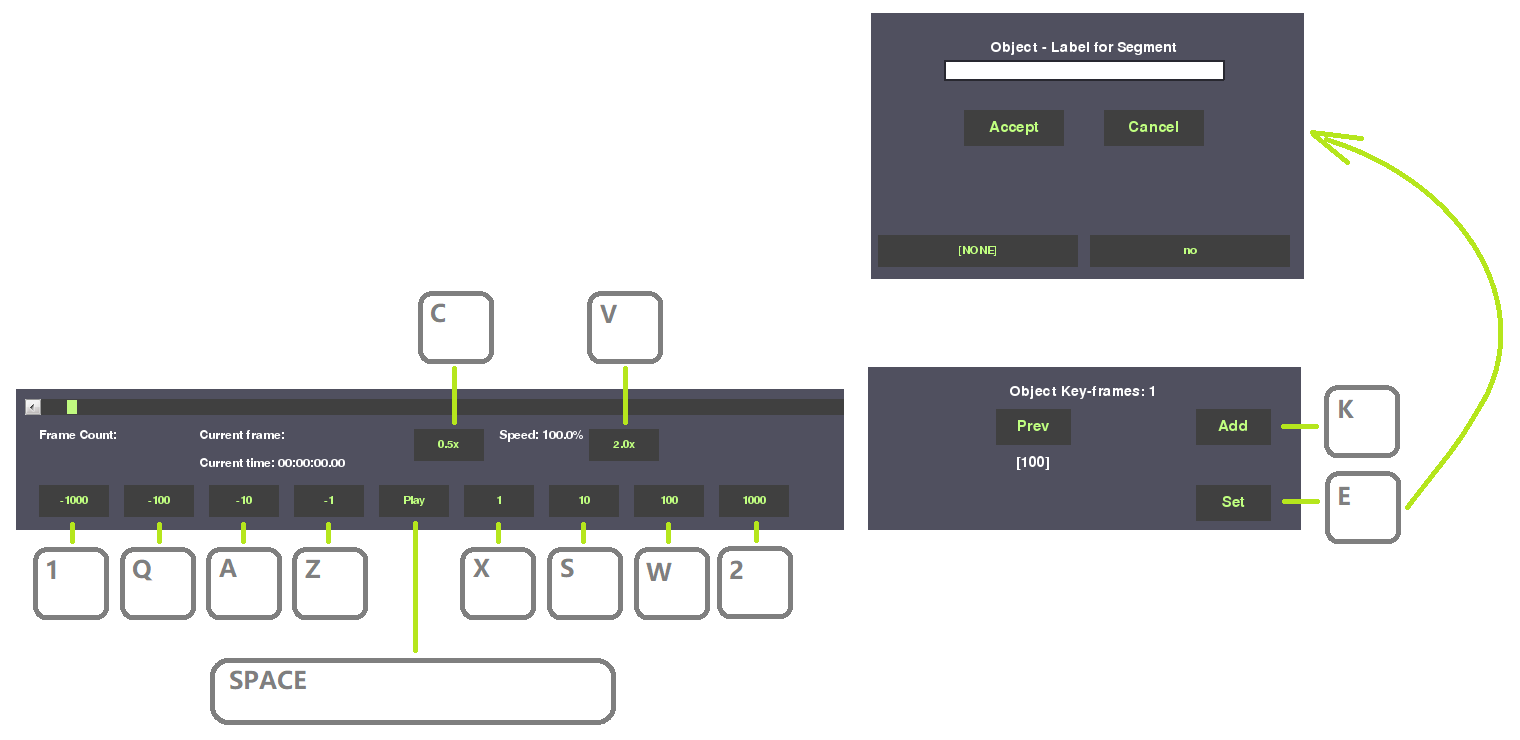 Object - Label for Segment
Accept Cancel
[NONE] no
C V
Frame Count: Current frame: 0.5x Speed: 100.0% 2.0x
Current time: 00:00:00.00
-1000 -100 -10 -1 Play 1 10 100 1000
1 Q A Z X S W 2
SPACE
Object Key-frames: 1
Prev Add K
[100]
Set E